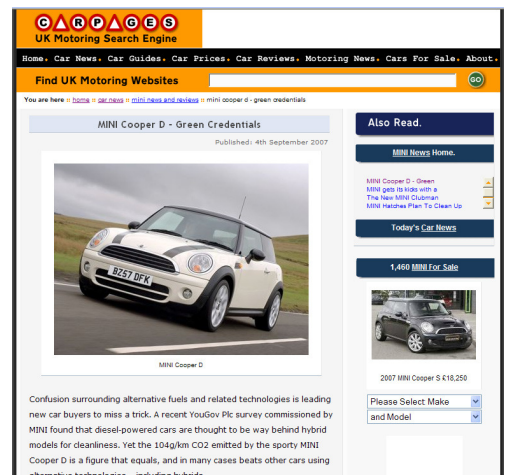 CARPAGES
UK Motoring Search Engine
Home. Car News. Car Guides. Car Prices. Car Reviews. Motoring News. Cars For Sale. About.
Find UK Motoring Websites
GO
You are here :: home :: car news :: mini news and reviews :: mini cooper d - green credentials
MINI Cooper D - Green Credentials
Published: 4th September 2007
BZ57 DFK
MINI Cooper D
Confusion surrounding alternative fuels and related technologies is leading
new car buyers to miss a trick. A recent YouGov Plc survey commissioned by
MINI found that diesel-powered cars are thought to be way behind hybrid
models for cleanliness. Yet the 104g/km CO2 emitted by the sporty MINI
Cooper D is a figure that equals, and in many cases beats other cars using
alternative technologies - including hybrids.
Also Read.
MINI News Home.
MINI Cooper D - Green
MINI gets its kids with a
The New MINI Clubman
MINI Hatches Plan To Clean Up
Today's Car News
1,460 MINI For Sale
2007 MINI Cooper S £18,250
Please Select Make
and Model